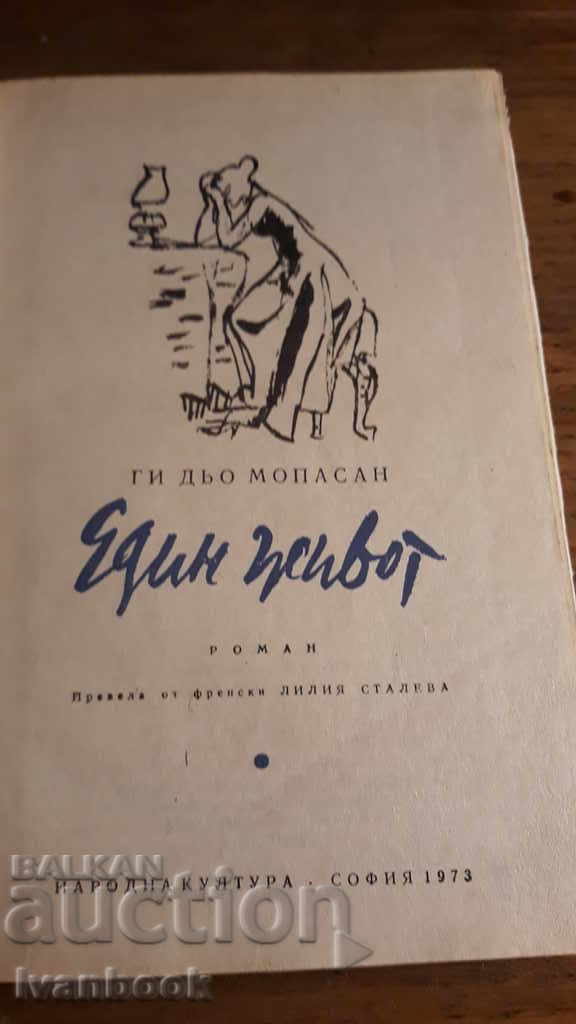 ГИ ДЬО МОПАСАН
Един живот
РОМАН
Превела от френски ЛИЛИЯ СТАЛЕВА
НАРОДНА КУЛТУРА · СОФИЯ 1973
BALKAN
auction
Ivanbook